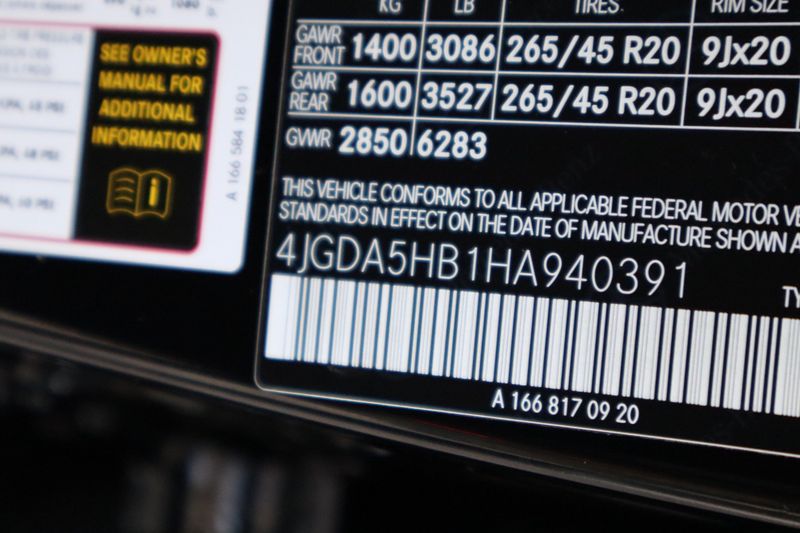 KG LB TIRES RIM SIZE
GAWR FRONT 1400 3086 265/45 R20 9Jx20
GAWR REAR 1600 3527 265/45 R20 9Jx20
GVWR 2850 6283
THIS VEHICLE CONFORMS TO ALL APPLICABLE FEDERAL MOTOR
STANDARDS IN EFFECT ON THE DATE OF MANUFACTURE SHOWN
4JGDA5HB1HA940391
A 166 817 09 20
SEE OWNER'S
MANUAL FOR
ADDITIONAL
INFORMATION
A 166 584 18 01